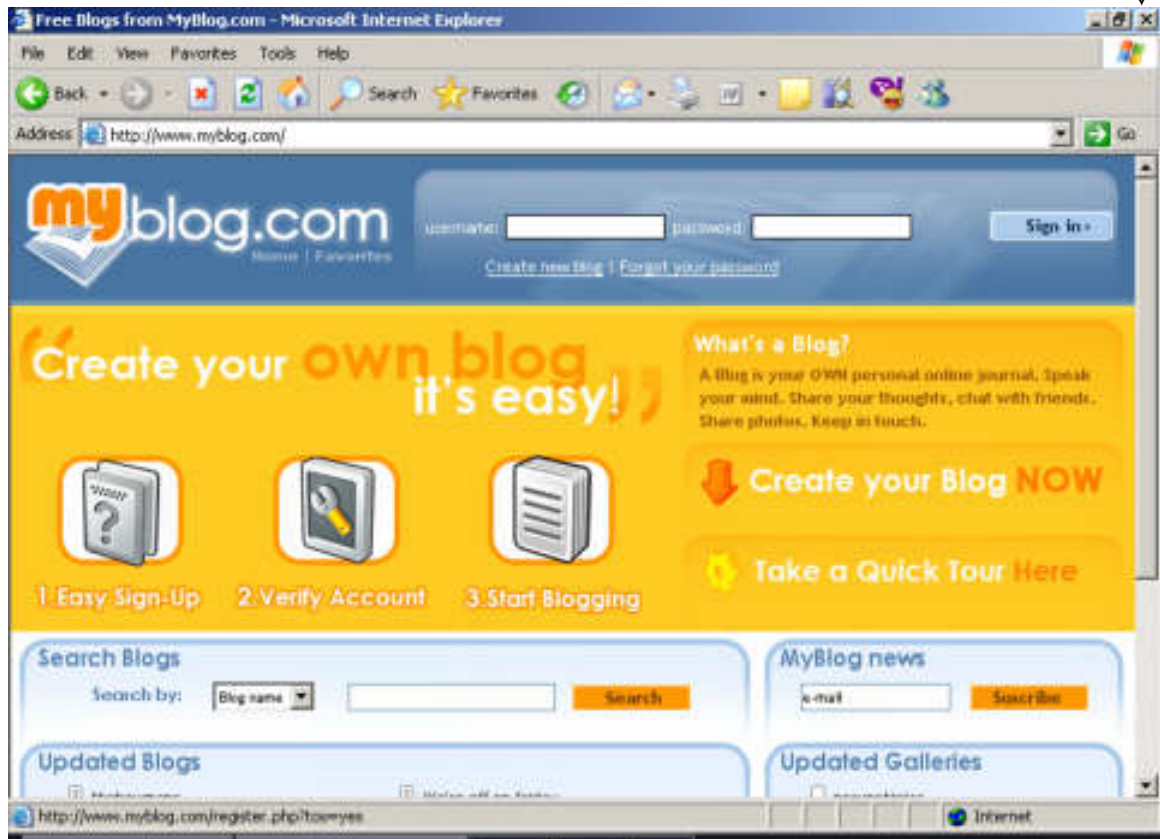 Free Blogs from MyBlog.com - Microsoft Internet Explorer
File Edit View Favorites Tools Help
Back Search Favorites
Address http://www.myblog.com/ Go
myblog.com
Home | Favorites
username: password Sign in
Create new blog | Forgot your password
“Create your own blog
it's easy!”
What's a Blog?
A Blog is your OWN personal online journal. Speak
your mind. Share your thoughts, chat with friends.
Share photos. Keep in touch.
Create your Blog NOW
Take a Quick Tour Here
1.Easy Sign-Up 2.Verify Account 3.Start Blogging
Search Blogs
Search by: Blog name Search
MyBlog news
e-mail Suscribe
Updated Blogs
Updated Galleries
http://www.myblog.com/register.php?tos=yes Internet